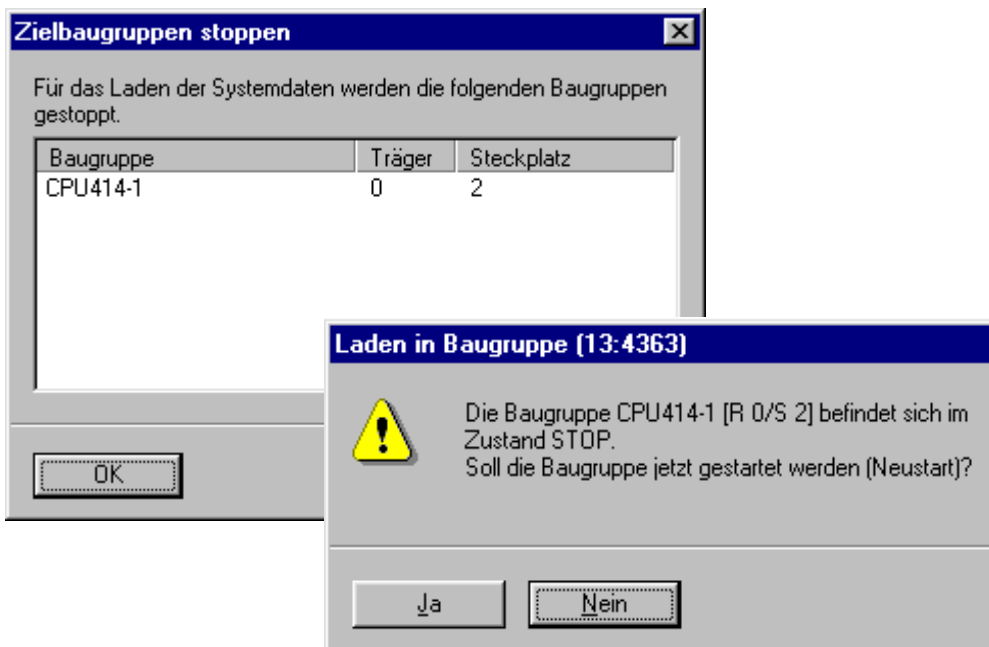 Zielbaugruppen stoppen
Für das Laden der Systemdaten werden die folgenden Baugruppen
gestoppt.
Baugruppe Träger Steckplatz
CPU414-1 0 2
OK
Laden in Baugruppe (13:4363)
Die Baugruppe CPU414-1 [R 0/S 2] befindet sich im
Zustand STOP.
Soll die Baugruppe jetzt gestartet werden (Neustart)?
Ja
Nein